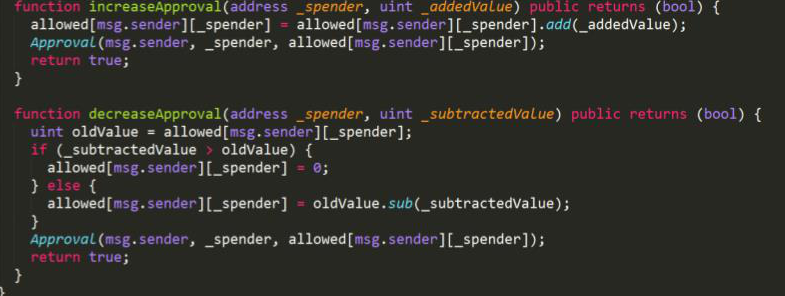 function increaseApproval(address _spender, uint _addedValue) public returns (bool) {
allowed[msg.sender][_spender] = allowed[msg.sender][_spender].add(_addedValue);
Approval(msg.sender, _spender, allowed[msg.sender][_spender]);
return true;
}
function decreaseApproval(address _spender, uint _subtractedValue) public returns (bool) {
uint oldValue = allowed[msg.sender][_spender];
if (_subtractedValue > oldValue) {
allowed[msg.sender][_spender] = 0;
} else {
allowed[msg.sender][_spender] = oldValue.sub(_subtractedValue);
}
Approval(msg.sender, _spender, allowed[msg.sender][_spender]);
return true;
}
}